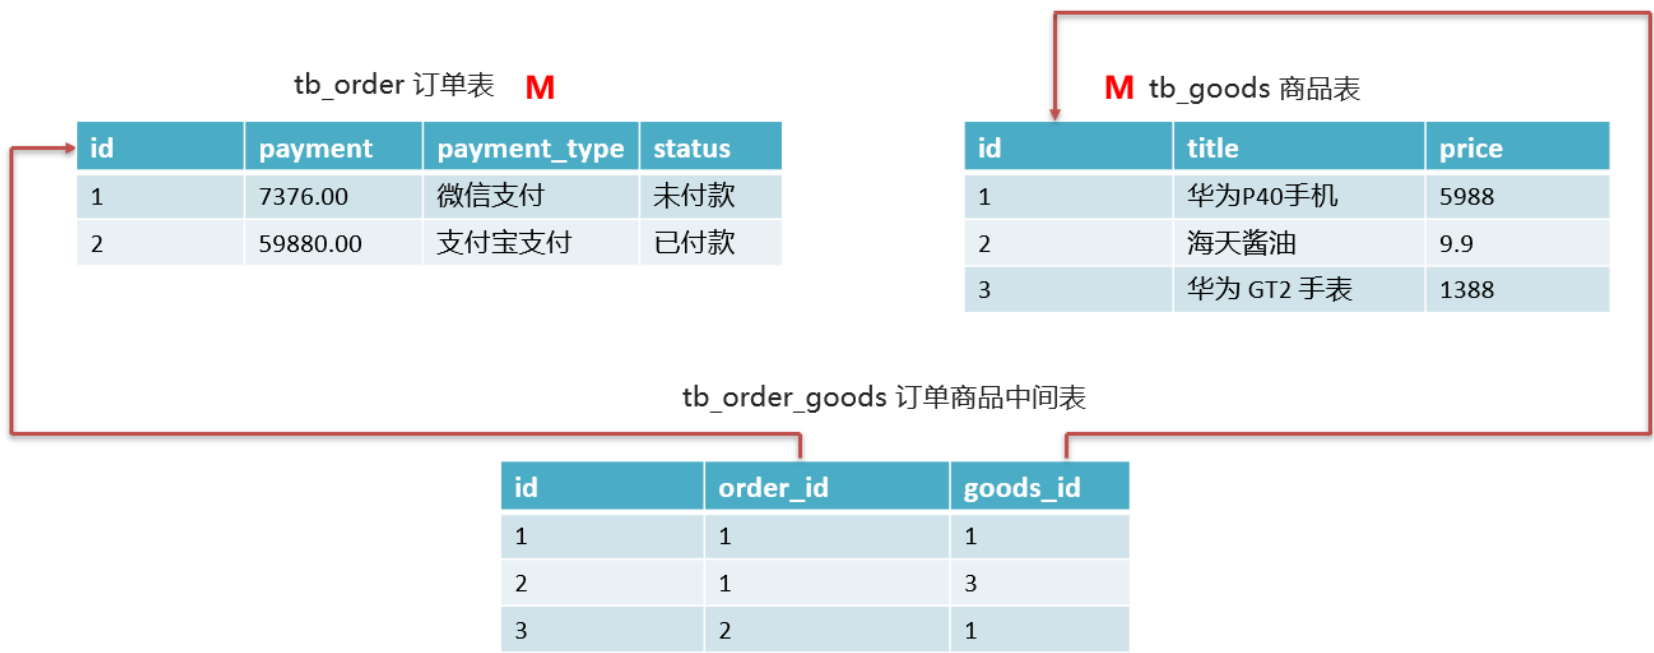 tb_order 订单表 M
id payment payment_type status
1 7376.00 微信支付 未付款
2 59880.00 支付宝支付 已付款
M tb_goods 商品表
id title price
1 华为P40手机 5988
2 海天酱油 9.9
3 华为 GT2 手表 1388
tb_order_goods 订单商品中间表
id order_id goods_id
1 1 1
2 1 3
3 2 1